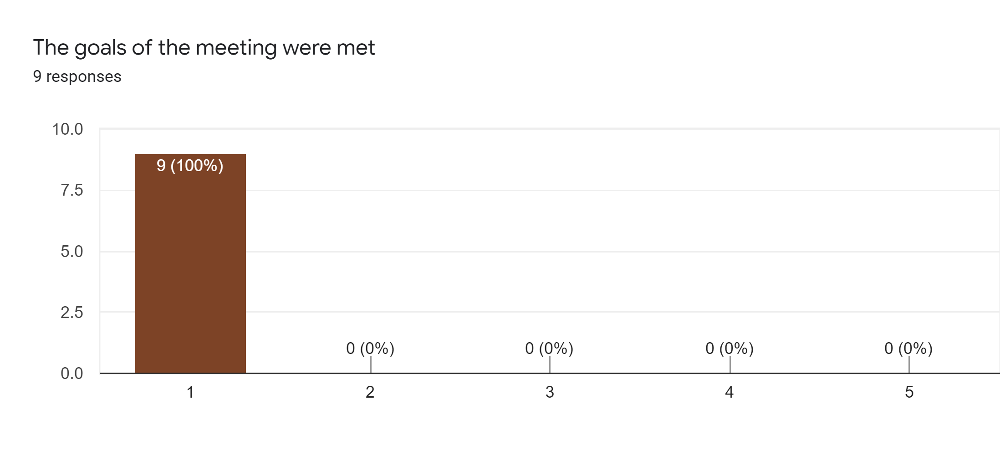 The goals of the meeting were met
9 responses
10.0
9 (100%)
7.5
5.0
2.5
0 (0%) 0 (0%) 0 (0%) 0 (0%)
0.0
1 2 3 4 5